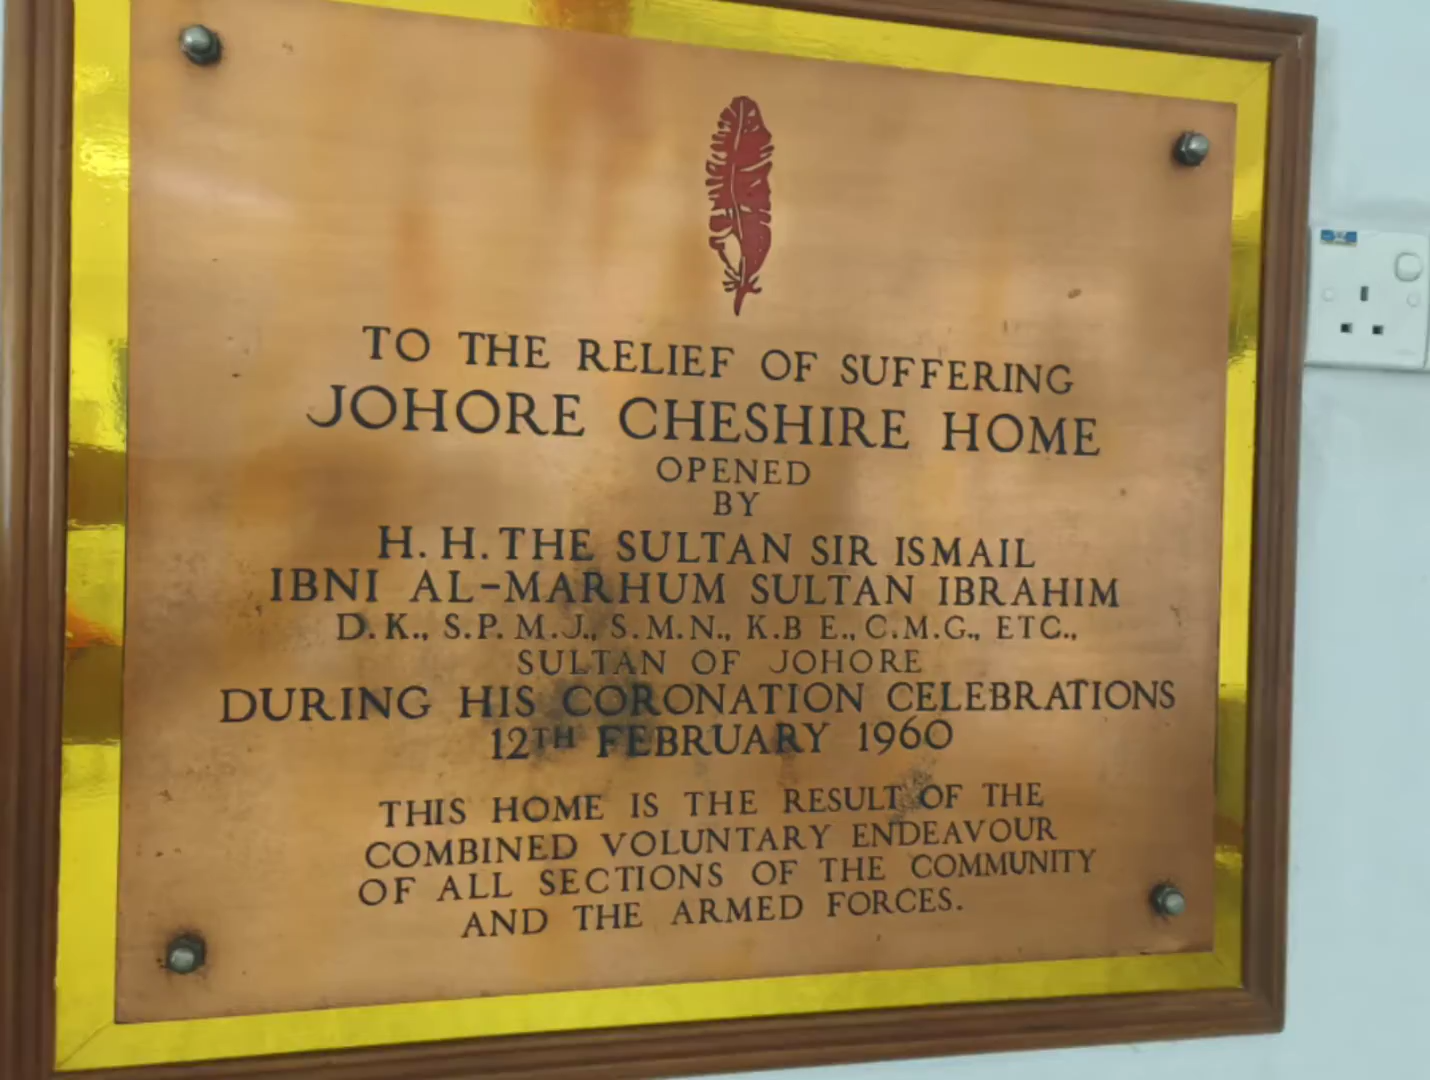 TO THE RELIEF OF SUFFERING
JOHORE CHESHIRE HOME
OPENED
BY
H. H. THE SULTAN SIR ISMAIL
IBNI AL-MARHUM SULTAN IBRAHIM
D. K., S.P. M.J., S.M.N., K.B E., C.M.G., ETC.,
SULTAN OF JOHORE
DURING HIS CORONATION CELEBRATIONS
12TH FEBRUARY 1960
THIS HOME IS THE RESULT OF THE
COMBINED VOLUNTARY ENDEAVOUR
OF ALL SECTIONS OF THE COMMUNITY
AND THE ARMED FORCES.